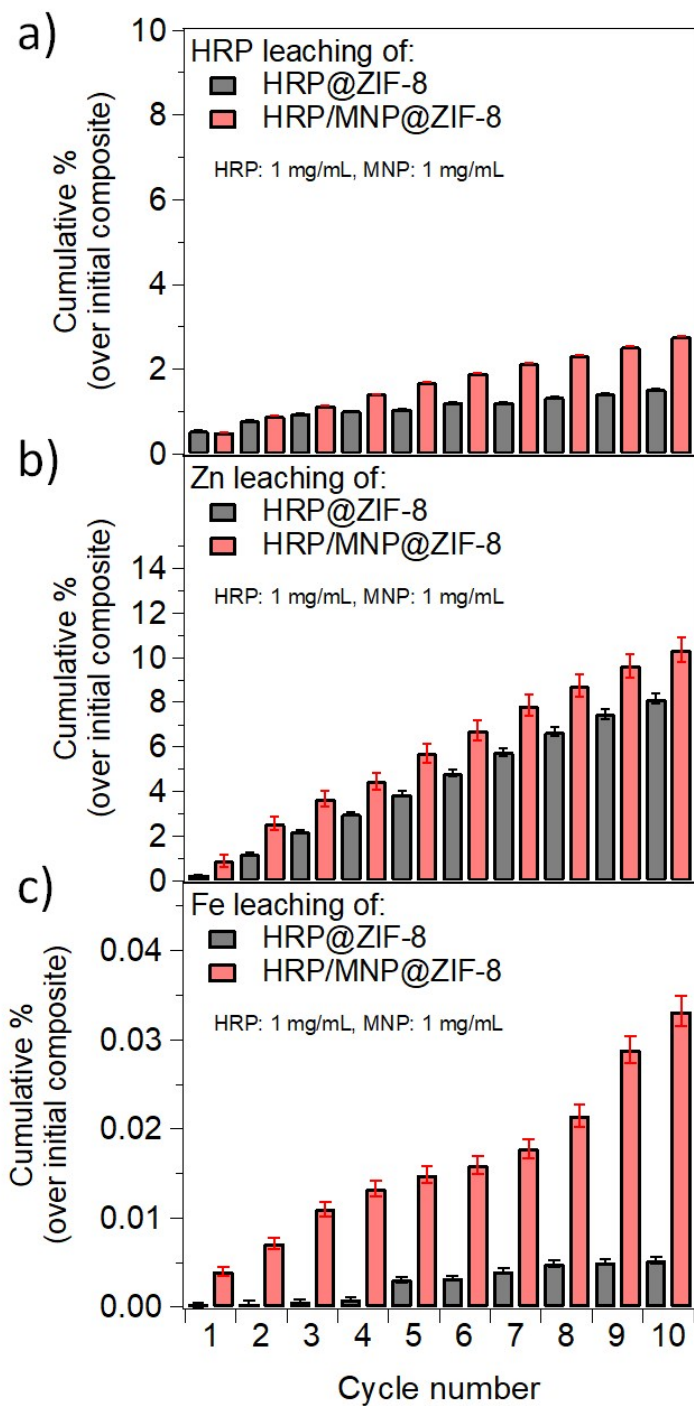 a)
10
8
6
4
2
0
Cumulative %
(over initial composite)
HRP leaching of:
HRP@ZIF-8
HRP/MNP@ZIF-8
HRP: 1 mg/mL, MNP: 1 mg/mL
b)
14
12
10
8
6
4
2
0
Cumulative %
(over initial composite)
Zn leaching of:
HRP@ZIF-8
HRP/MNP@ZIF-8
HRP: 1 mg/mL, MNP: 1 mg/mL
c)
0.04
0.03
0.02
0.01
0.00
Cumulative %
(over initial composite)
Fe leaching of:
HRP@ZIF-8
HRP/MNP@ZIF-8
HRP: 1 mg/mL, MNP: 1 mg/mL
1 2 3 4 5 6 7 8 9 10
Cycle number